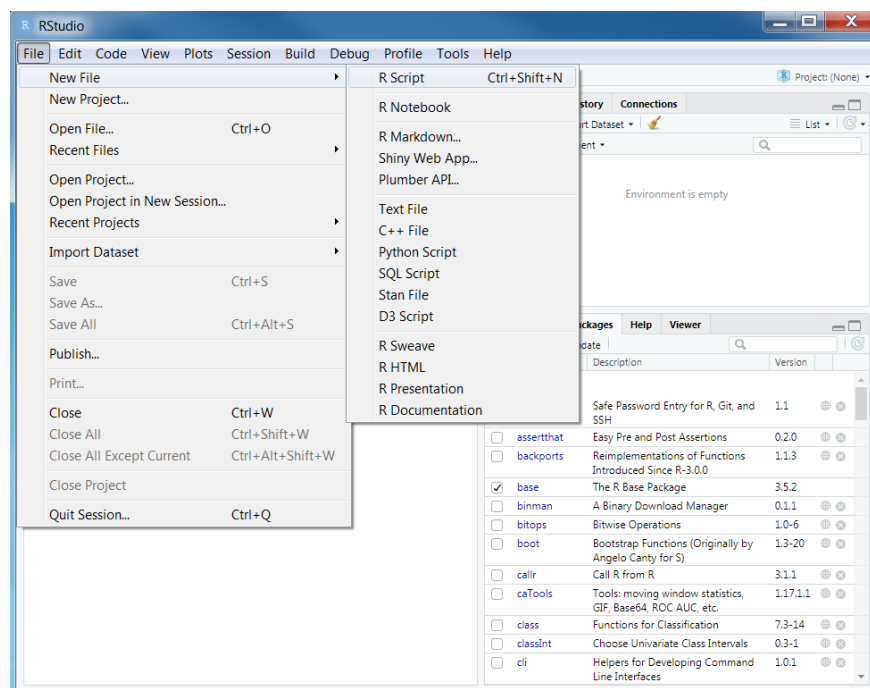 RStudio
File Edit Code View Plots Session Build Debug Profile Tools Help
New File
New Project...
Open File... Ctrl+O
Recent Files
Open Project...
Open Project in New Session...
Recent Projects
Import Dataset
Save Ctrl+S
Save As...
Save All Ctrl+Alt+S
Publish...
Print...
Close Ctrl+W
Close All Ctrl+Shift+W
Close All Except Current Ctrl+Alt+Shift+W
Close Project
Quit Session... Ctrl+Q
R Script Ctrl+Shift+N
R Notebook
R Markdown...
Shiny Web App...
Plumber API...
Text File
C++ File
Python Script
SQL Script
Stan File
D3 Script
R Sweave
R HTML
R Presentation
R Documentation
Project: (None)
story Connections
rt Dataset List
ent
Environment is empty
ckages Help Viewer
date
Description Version
Safe Password Entry for R, Git, and 1.1
SSH
assertthat Easy Pre and Post Assertions 0.2.0
backports Reimplementations of Functions 1.1.3
Introduced Since R-3.0.0
base The R Base Package 3.5.2
binman A Binary Download Manager 0.1.1
bitops Bitwise Operations 1.0-6
boot Bootstrap Functions (Originally by 1.3-20
Angelo Canty for S)
callr Call R from R 3.1.1
caTools Tools: moving window statistics, 1.17.1.1
GIF, Base64, ROC AUC, etc.
class Functions for Classification 7.3-14
classInt Choose Univariate Class Intervals 0.3-1
cli Helpers for Developing Command 1.0.1
Line Interfaces